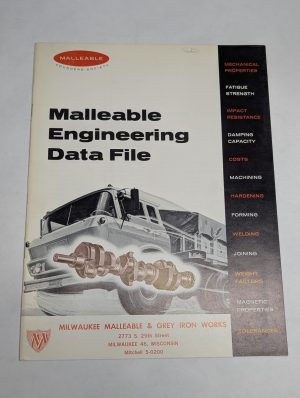 MALLEABLE
FOUNDERS SOCIETY
Malleable
Engineering
Data File
MECHANICAL
PROPERTIES
FATIGUE
STRENGTH
IMPACT
RESISTANCE
DAMPING
CAPACITY
COSTS
MACHINING
HARDENING
FORMING
WELDING
JOINING
WEIGHT
FACTORS
MAGNETIC
PROPERTIES
TOLERANCES
MILWAUKEE MALLEABLE & GREY IRON WORKS
2773 S. 29th Street
MILWAUKEE 46, WISCONSIN
Mitchell 5-0200